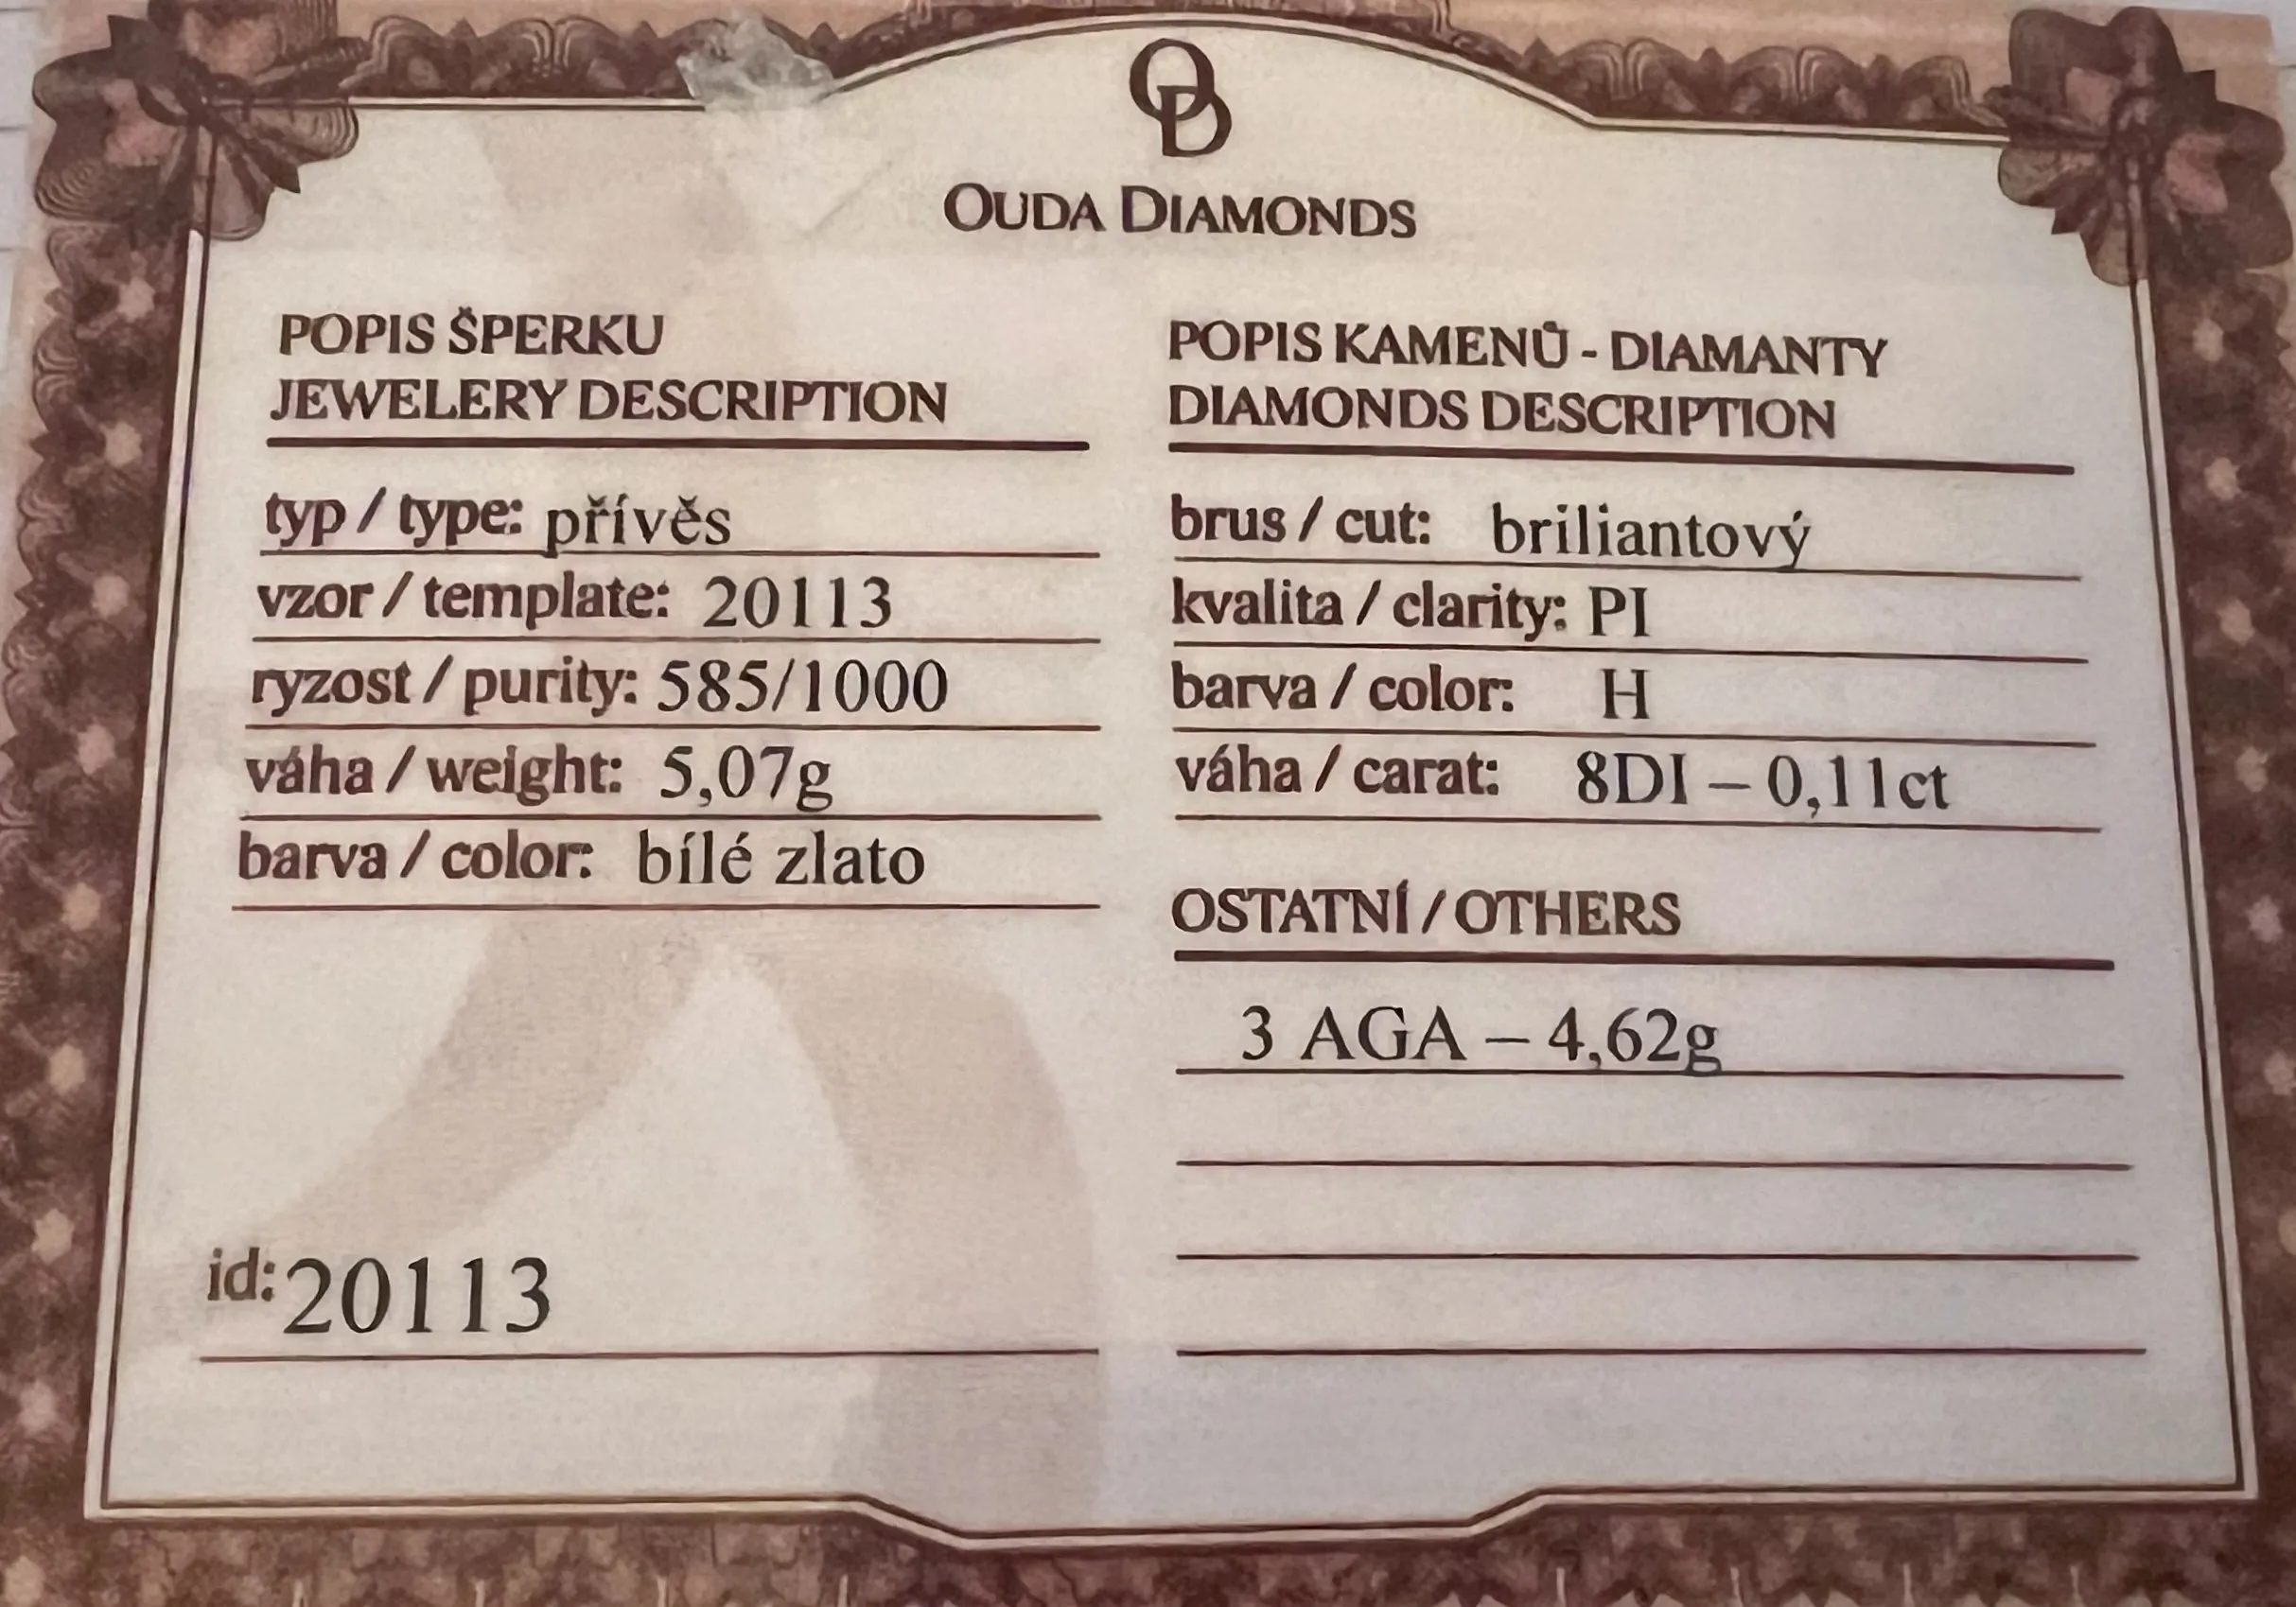 OD
OUDA DIAMONDS
POPIS ŠPERKU
JEWELERY DESCRIPTION
typ / type: přívěs
vzor / template: 20113
ryzost / purity: 585/1000
váha / weight: 5,07g
barva / color: bílé zlato
id: 20113
POPIS KAMENŮ - DIAMANTY
DIAMONDS DESCRIPTION
brus / cut: briliantový
kvalita / clarity: PI
barva / color: H
váha / carat: 8DI – 0,11ct
OSTATNÍ / OTHERS
3 AGA – 4,62g